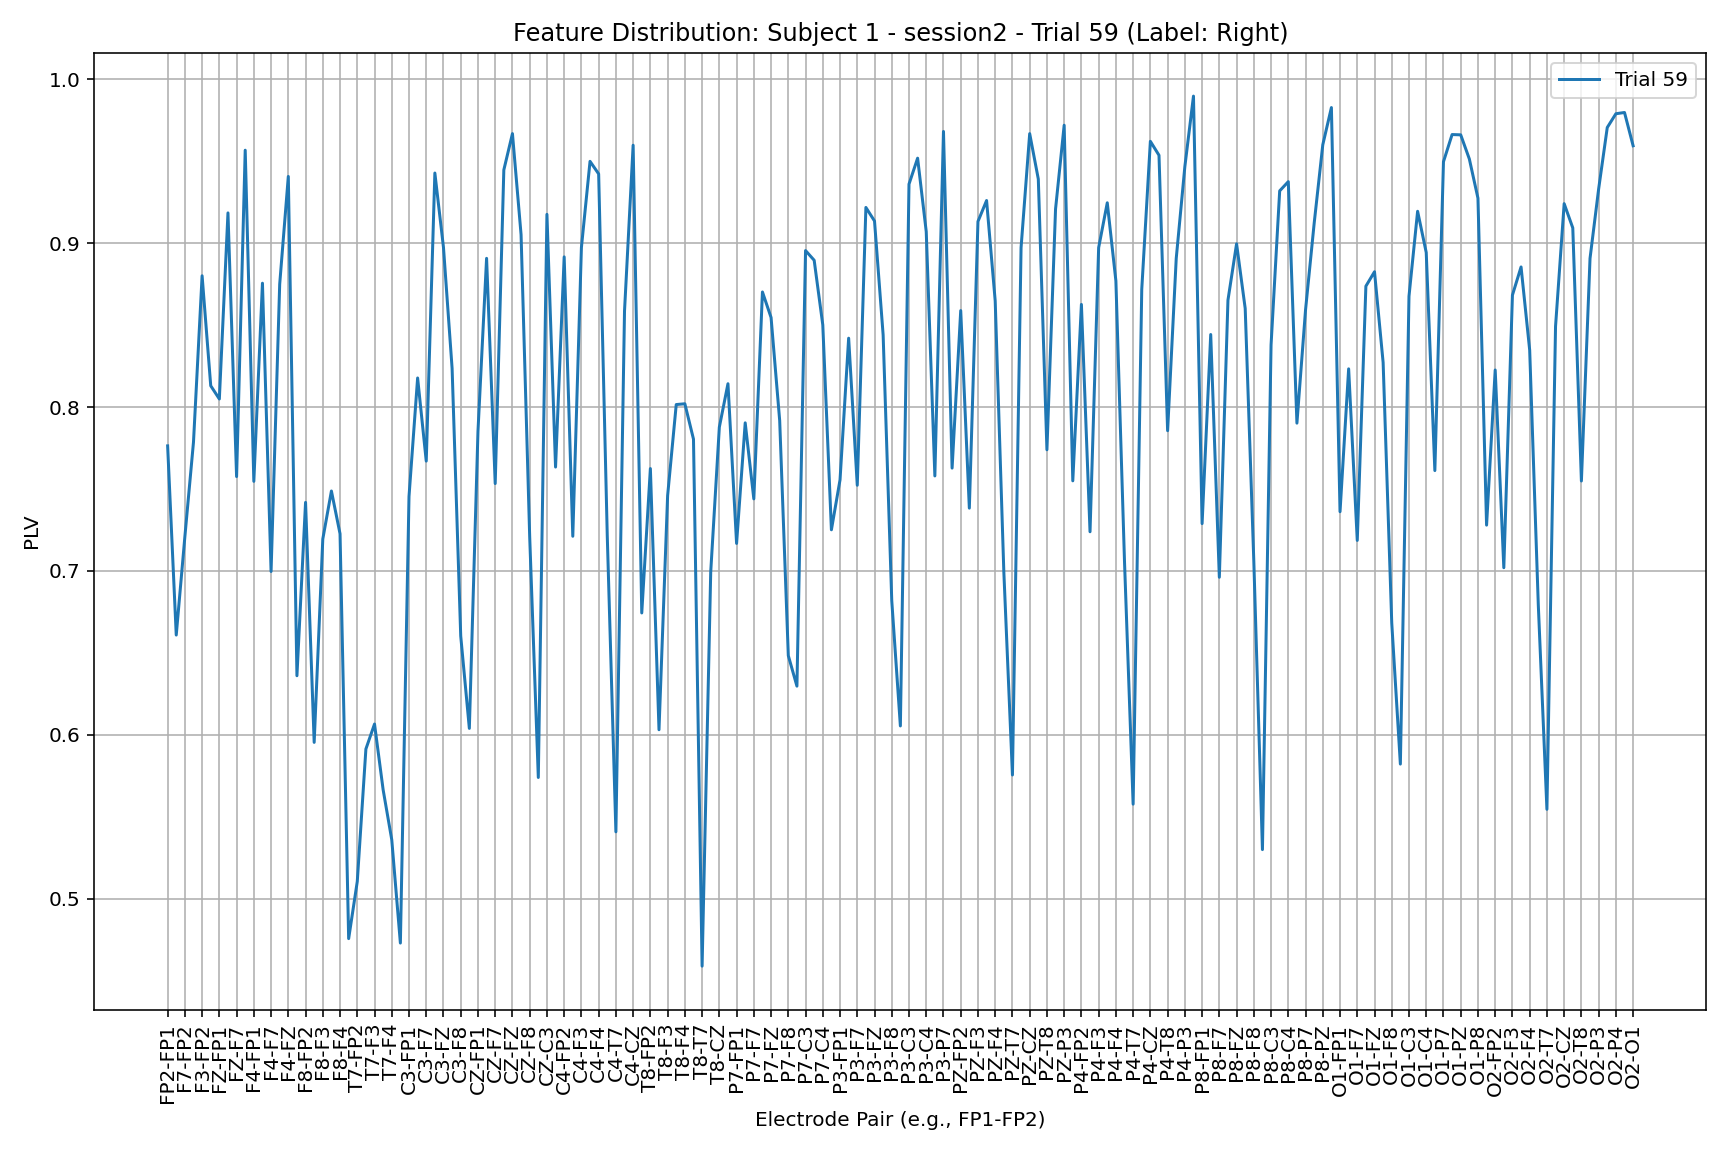 Feature Distribution: Subject 1 - session2 - Trial 59 (Label: Right)
Trial 59
PLV
1.0
0.9
0.8
0.7
0.6
0.5
FP2-FP1
F7-FP2
F3-FP2
FZ-FP1
FZ-F7
F4-FP1
F4-F7
F4-FZ
F8-FP2
F8-F3
F8-F4
T7-FP2
T7-F3
T7-F4
C3-FP1
C3-F7
C3-FZ
C3-F8
CZ-FP1
CZ-F7
CZ-FZ
CZ-F8
CZ-C3
C4-FP2
C4-F3
C4-F4
C4-T7
C4-CZ
T8-FP2
T8-F3
T8-F4
T8-T7
T8-CZ
P7-FP1
P7-F7
P7-FZ
P7-F8
P7-C3
P7-C4
P3-FP1
P3-F7
P3-FZ
P3-F8
P3-C3
P3-C4
P3-P7
PZ-FP2
PZ-F3
PZ-F4
PZ-T7
PZ-CZ
PZ-T8
PZ-P3
P4-FP2
P4-F3
P4-F4
P4-T7
P4-CZ
P4-T8
P4-P3
P8-FP1
P8-F7
P8-FZ
P8-F8
P8-C3
P8-C4
P8-P7
P8-PZ
O1-FP1
O1-F7
O1-FZ
O1-F8
O1-C3
O1-C4
O1-P7
O1-PZ
O1-P8
O2-FP2
O2-F3
O2-F4
O2-T7
O2-CZ
O2-T8
O2-P3
O2-P4
O2-O1
Electrode Pair (e.g., FP1-FP2)